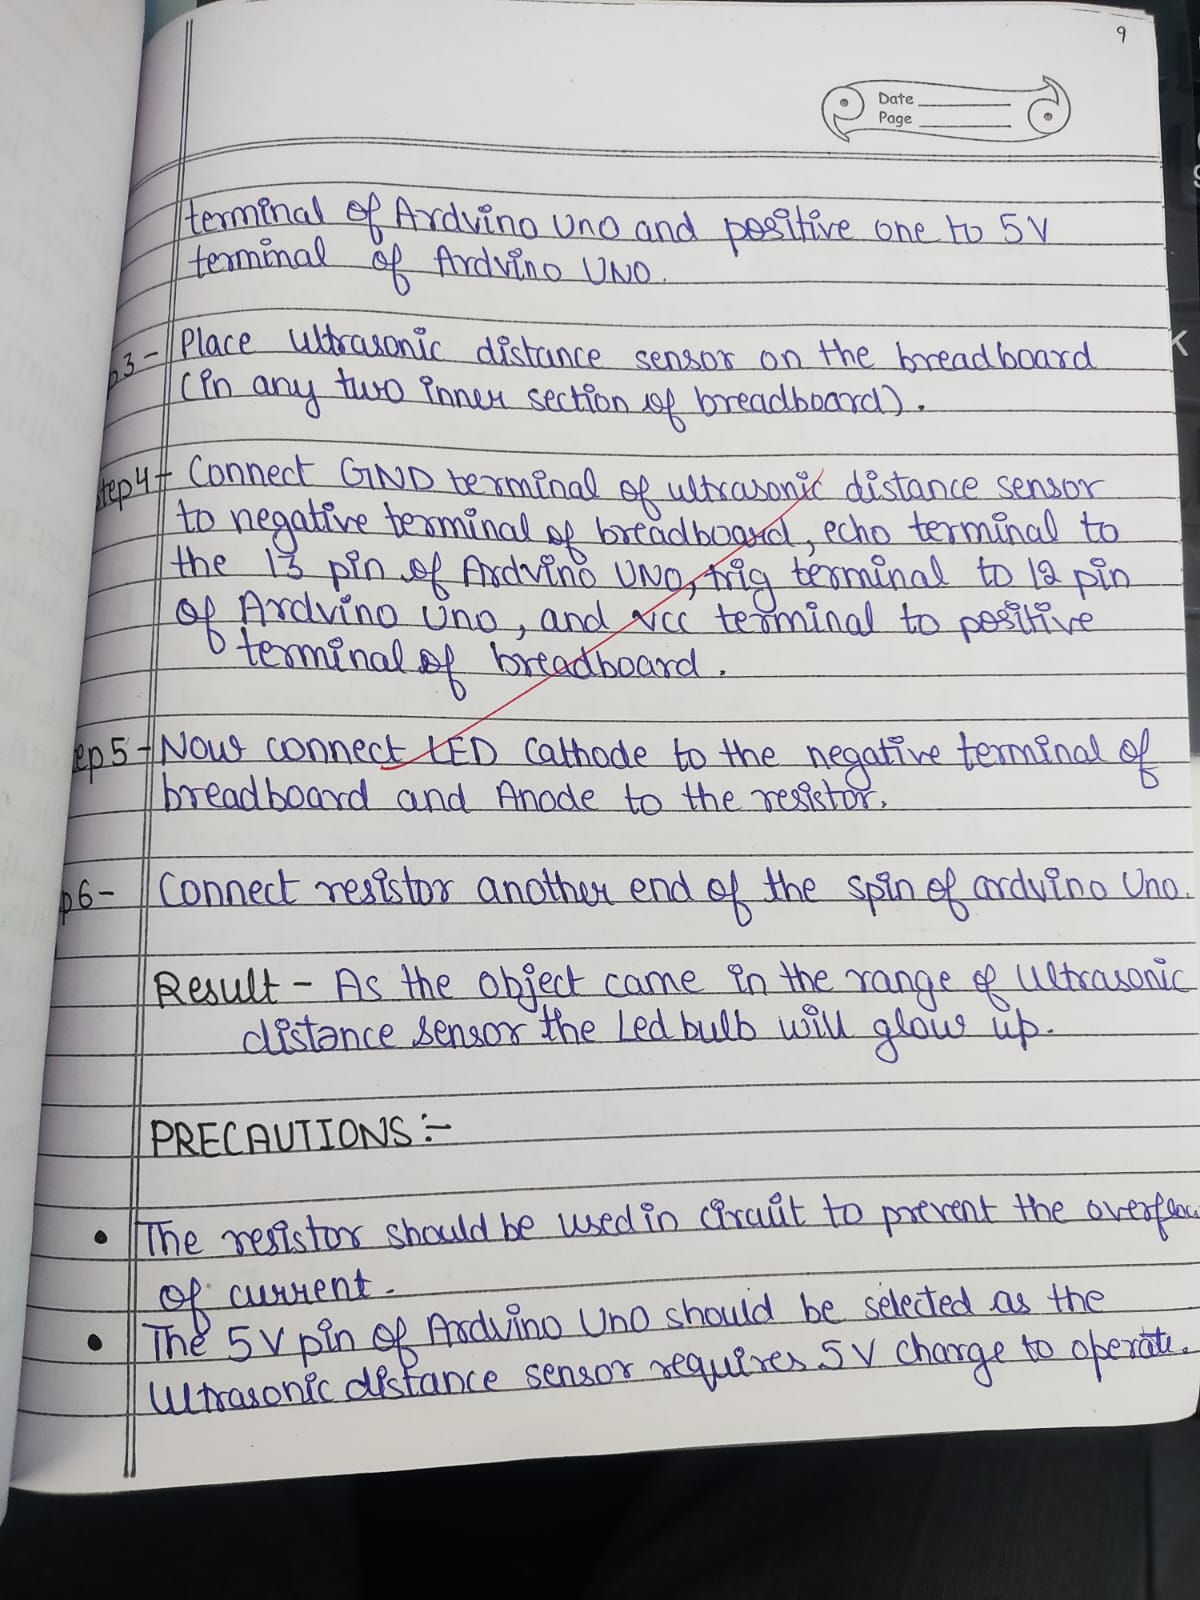 9
Date
Page
terminal of Arduino Uno and positive one to 5V
terminal of Arduino UNO.
p3- Place ultrasonic distance sensor on the breadboard
(in any two inner section of breadboard).
tep4- Connect GND terminal of ultrasonic distance sensor
to negative terminal of breadboard, echo terminal to
the 13 pin of Arduino UNO, trig terminal to 12 pin
of Arduino Uno, and vcc terminal to positive
terminal of breadboard.
ep5- Now connect LED Cathode to the negative terminal of
breadboard and Anode to the resistor.
p6- Connect resistor another end of the 5pin of arduino Uno.
Result - As the object came in the range of Ultrasonic
distance sensor the Led bulb will glow up.
PRECAUTIONS :-
• The resistor should be used in circuit to prevent the overflow
of current.
• The 5V pin of Arduino Uno should be selected as the
Ultrasonic distance sensor requires 5V charge to operate.